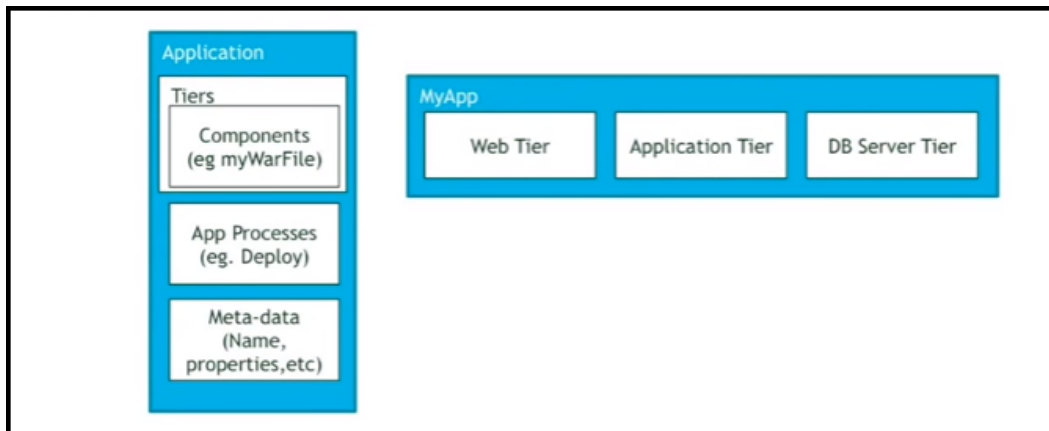 Application
Tiers
Components
(eg myWarFile)
App Processes
(eg. Deploy)
Meta-data
(Name,
properties,etc)
MyApp
Web Tier
Application Tier
DB Server Tier